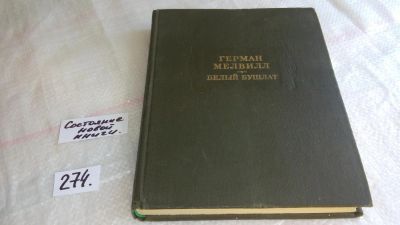 ГЕРМАН
МЕЛВИЛЛ
БЕЛЫЙ БУШЛАТ
Состояние
новой
книги.
274.